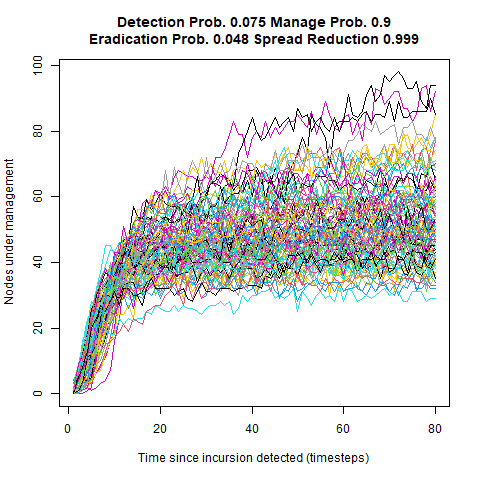 Detection Prob. 0.075 Manage Prob. 0.9
Eradication Prob. 0.048 Spread Reduction 0.999
Nodes under management
100
80
60
40
20
0
0 20 40 60 80
Time since incursion detected (timesteps)